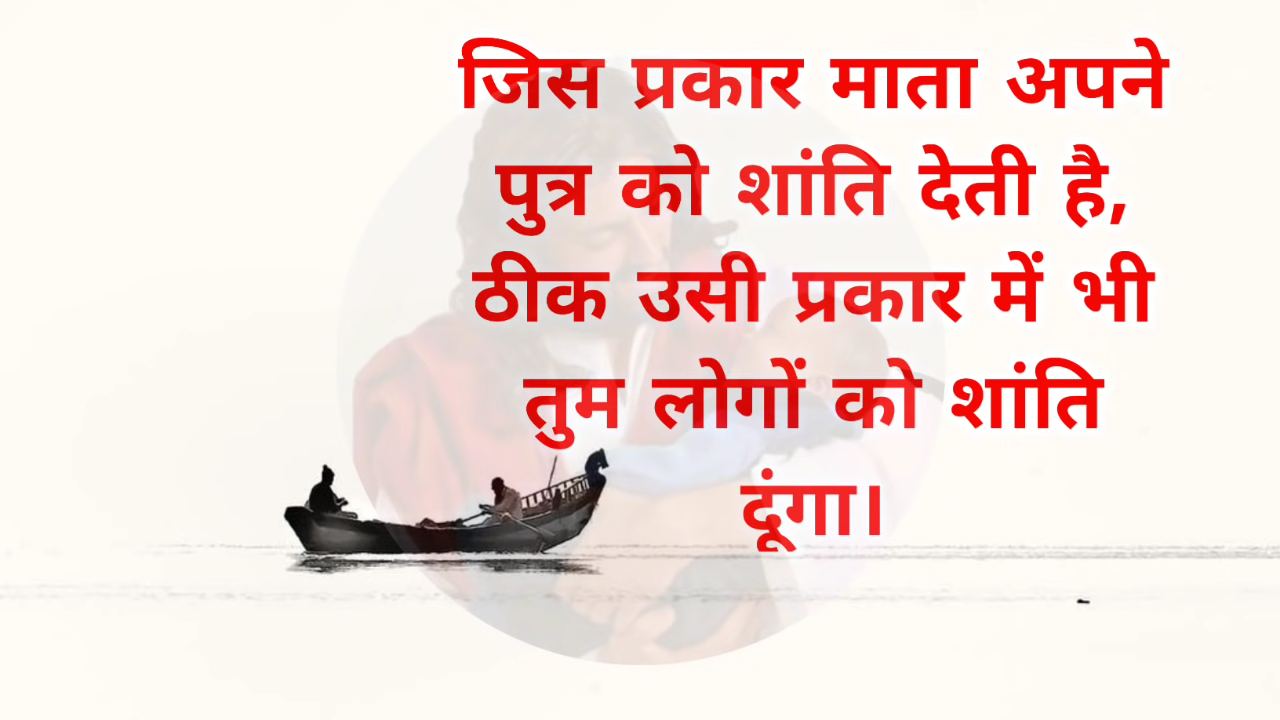 जिस प्रकार माता अपने
पुत्र को शांति देती है,
ठीक उसी प्रकार में भी
तुम लोगों को शांति
दूंगा।